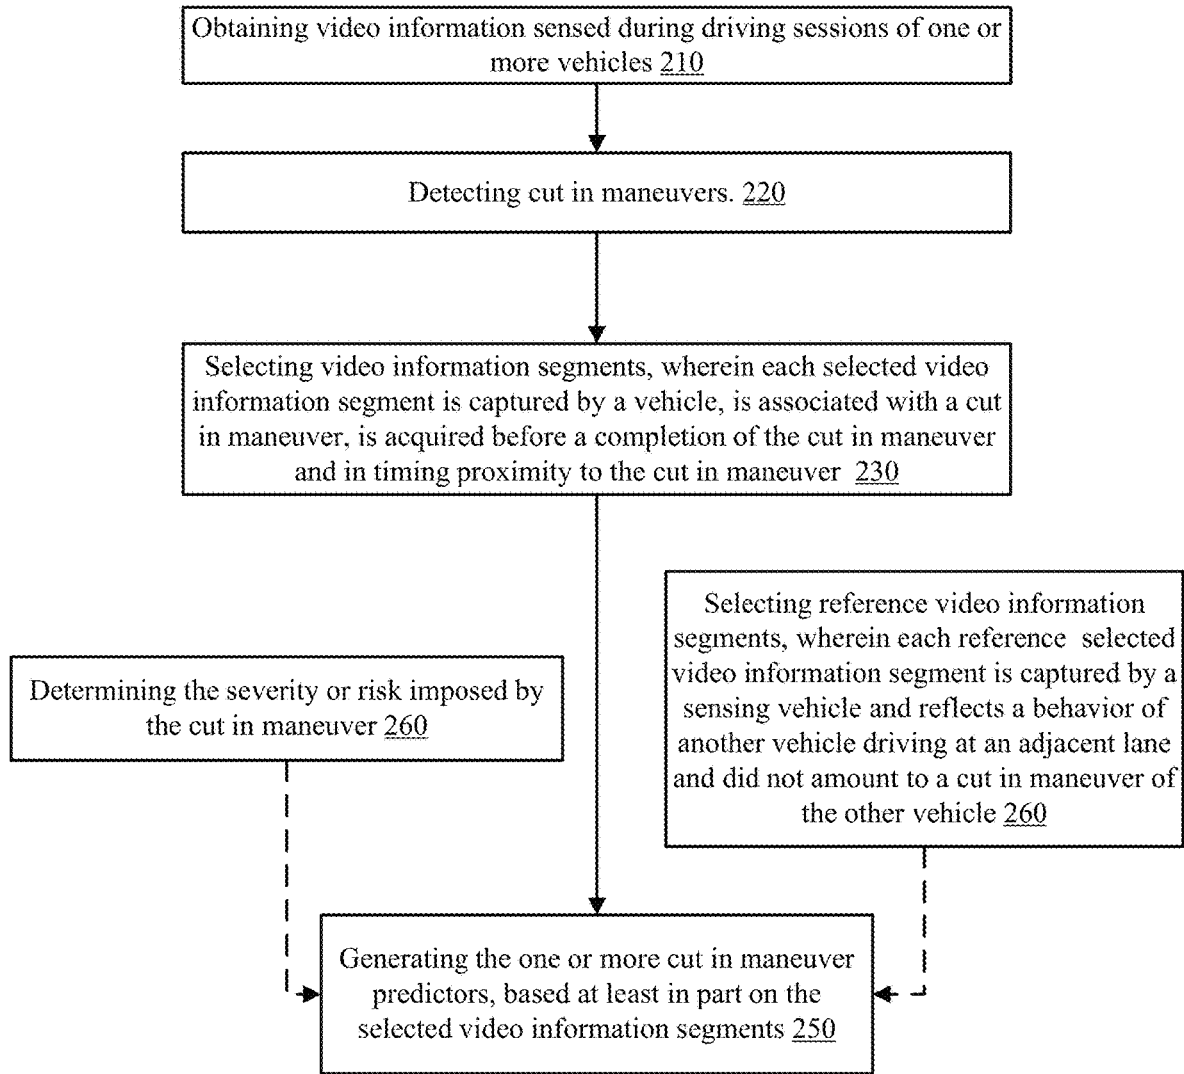 Obtaining video information sensed during driving sessions of one or
more vehicles 210
Detecting cut in maneuvers. 220
Selecting video information segments, wherein each selected video
information segment is captured by a vehicle, is associated with a cut
in maneuver, is acquired before a completion of the cut in maneuver
and in timing proximity to the cut in maneuver 230
Selecting reference video information
segments, wherein each reference selected
video information segment is captured by a
sensing vehicle and reflects a behavior of
another vehicle driving at an adjacent lane
and did not amount to a cut in maneuver of
the other vehicle 260
Determining the severity or risk imposed by
the cut in maneuver 260
Generating the one or more cut in maneuver
predictors, based at least in part on the
selected video information segments 250